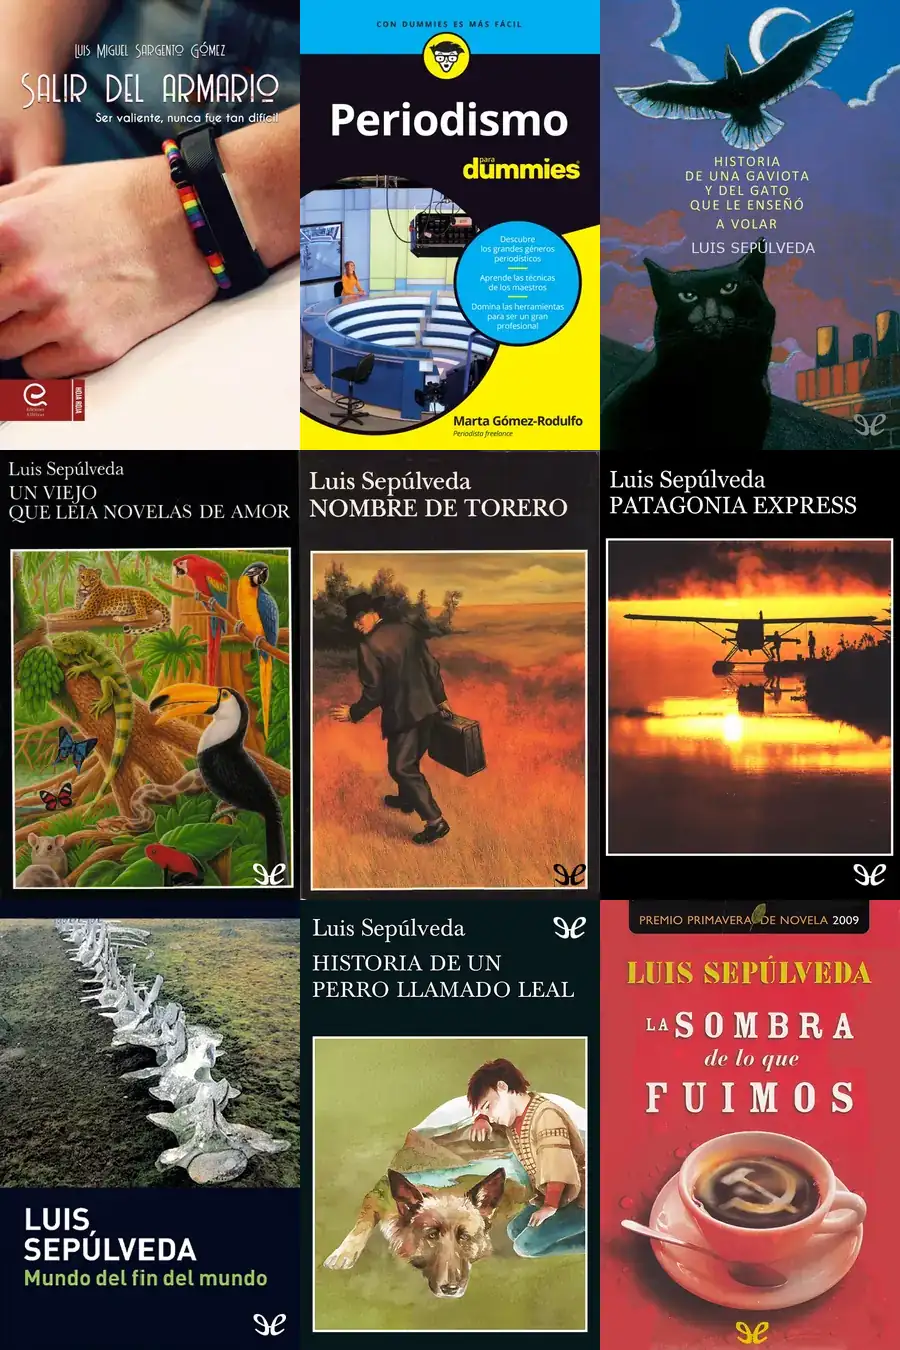 Luis Miguel Sargento Gómez
SALIR DEL ARMARIO
Ser valiente, nunca fue tan difícil
HOJA ROJA
CON DUMMIES ES MÁS FÁCIL
Periodismo
para
dummies
Descubre
los grandes géneros
periodísticos
Aprende las técnicas
de los maestros
Domina las herramientas
para ser un gran
profesional
Marta Gómez-Rodulfo
Periodista freelance
HISTORIA
DE UNA GAVIOTA
Y DEL GATO
QUE LE ENSEÑÓ
A VOLAR
LUIS SEPÚLVEDA
Luis Sepúlveda
UN VIEJO
QUE LEIA NOVELAS DE AMOR
Luis Sepúlveda
NOMBRE DE TORERO
Luis Sepúlveda
PATAGONIA EXPRESS
LUIS
SEPÚLVEDA
Mundo del fin del mundo
Luis Sepúlveda
HISTORIA DE UN
PERRO LLAMADO LEAL
PREMIO PRIMAVERA DE NOVELA 2009
LUIS SEPÚLVEDA
LA SOMBRA
de lo que
FUIMOS